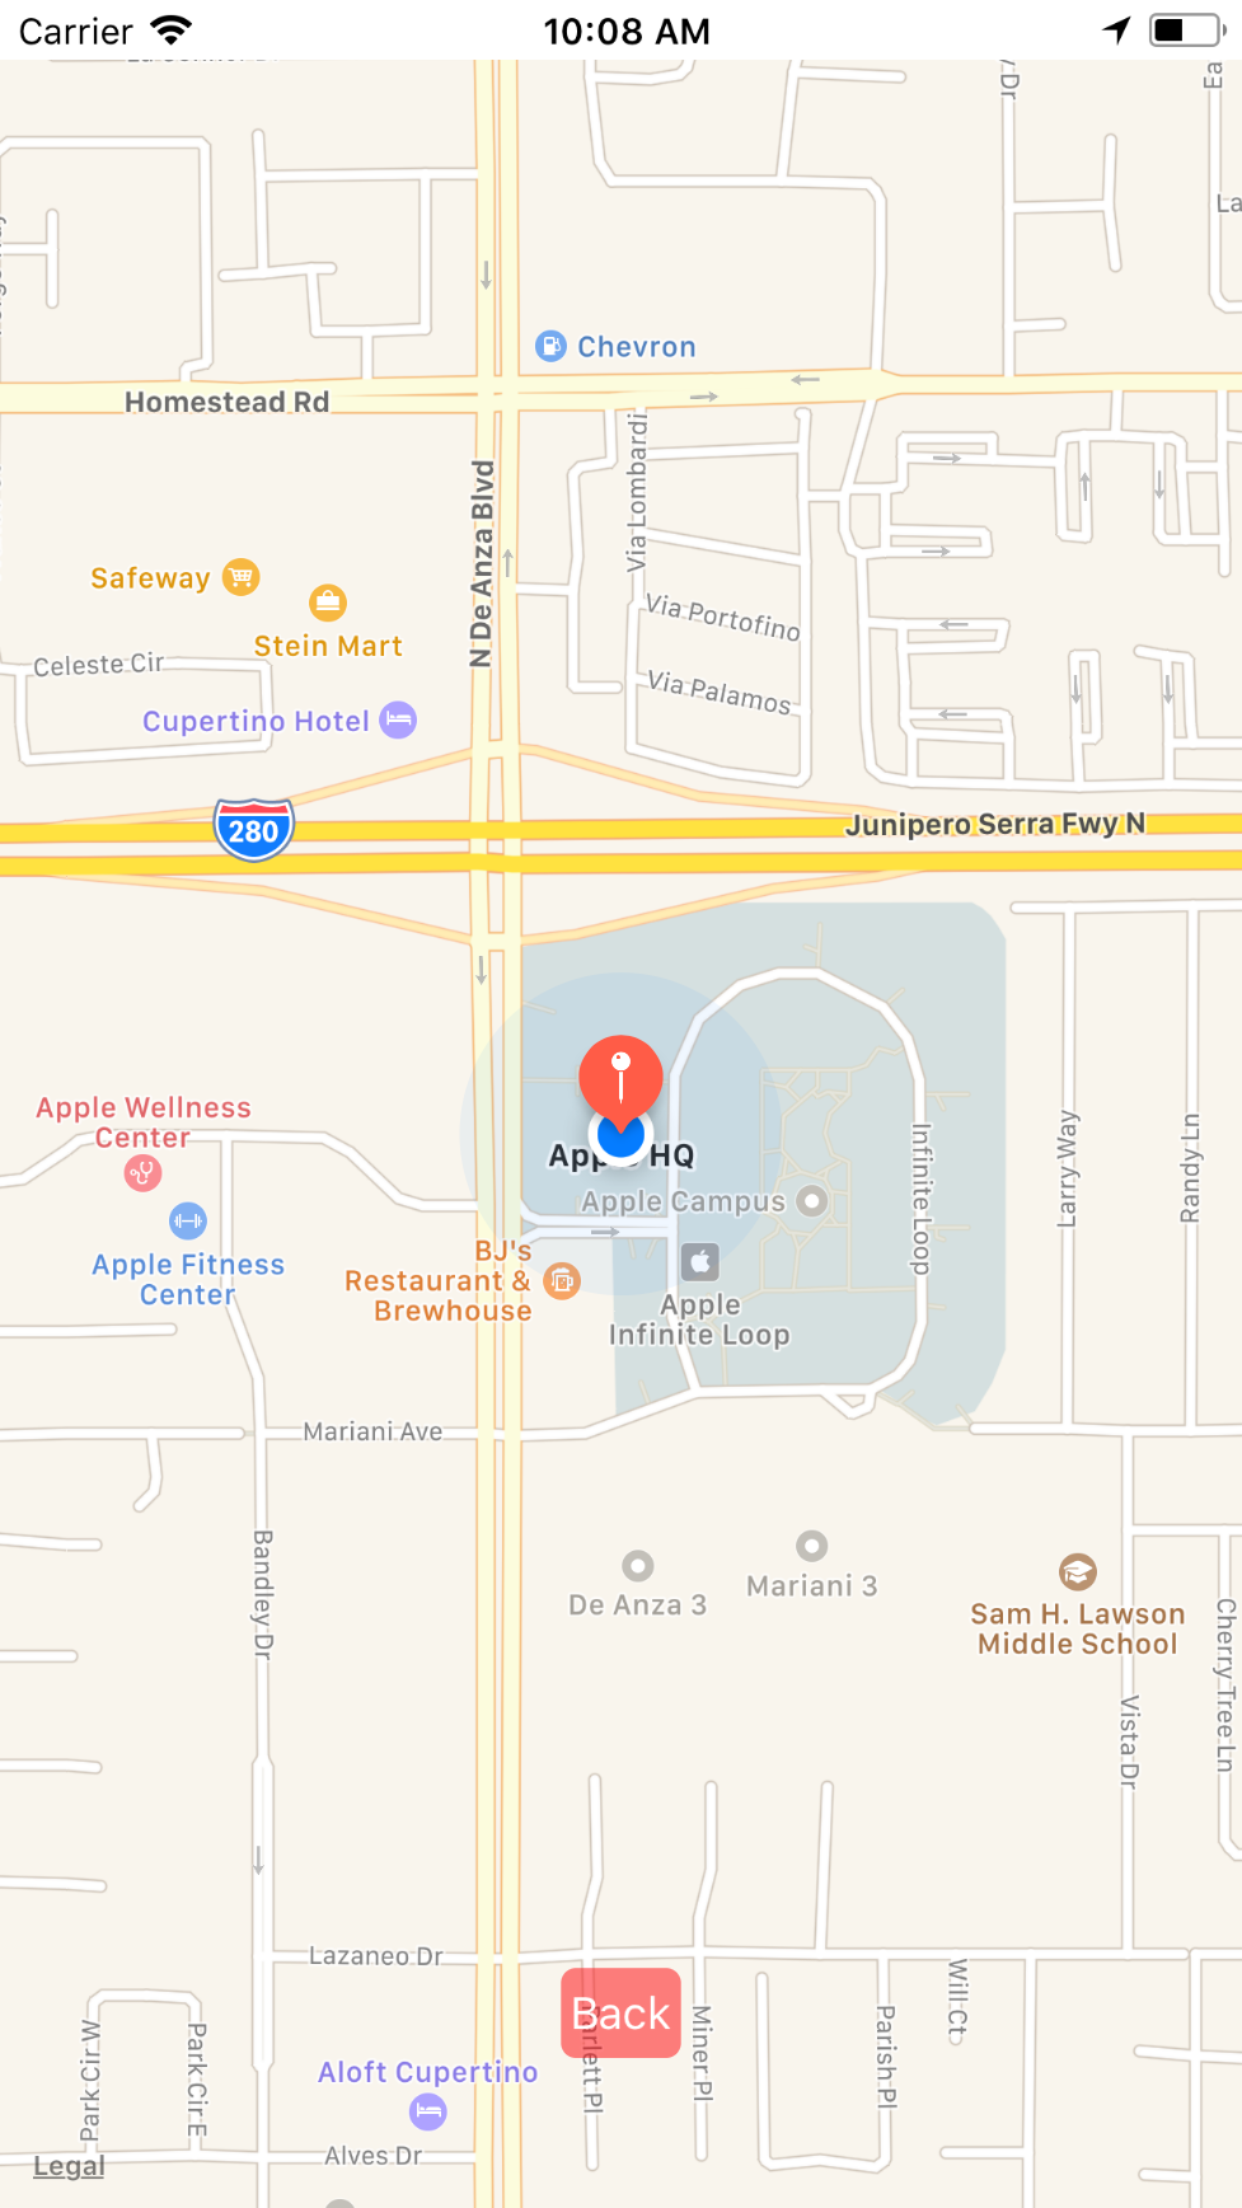 Carrier
10:08 AM
Dr
Ea
La
Chevron
Homestead Rd
Via Lombardi
N De Anza Blvd
Safeway
Stein Mart
Via Portofino
Celeste Cir
Via Palamos
Cupertino Hotel
280
Junipero Serra Fwy N
Apple Wellness
Center
Apple HQ
Apple Campus
Infinite Loop
Larry Way
Randy Ln
Apple Fitness
Center
BJ's
Restaurant &
Brewhouse
Apple
Infinite Loop
Mariani Ave
Bandley Dr
De Anza 3
Mariani 3
Sam H. Lawson
Middle School
Cherry Tree Ln
Vista Dr
Lazaneo Dr
Will Ct
Back
Miner Pl
Parish Pl
Park Cir W
Park Cir E
Aloft Cupertino
Alves Dr
Legal